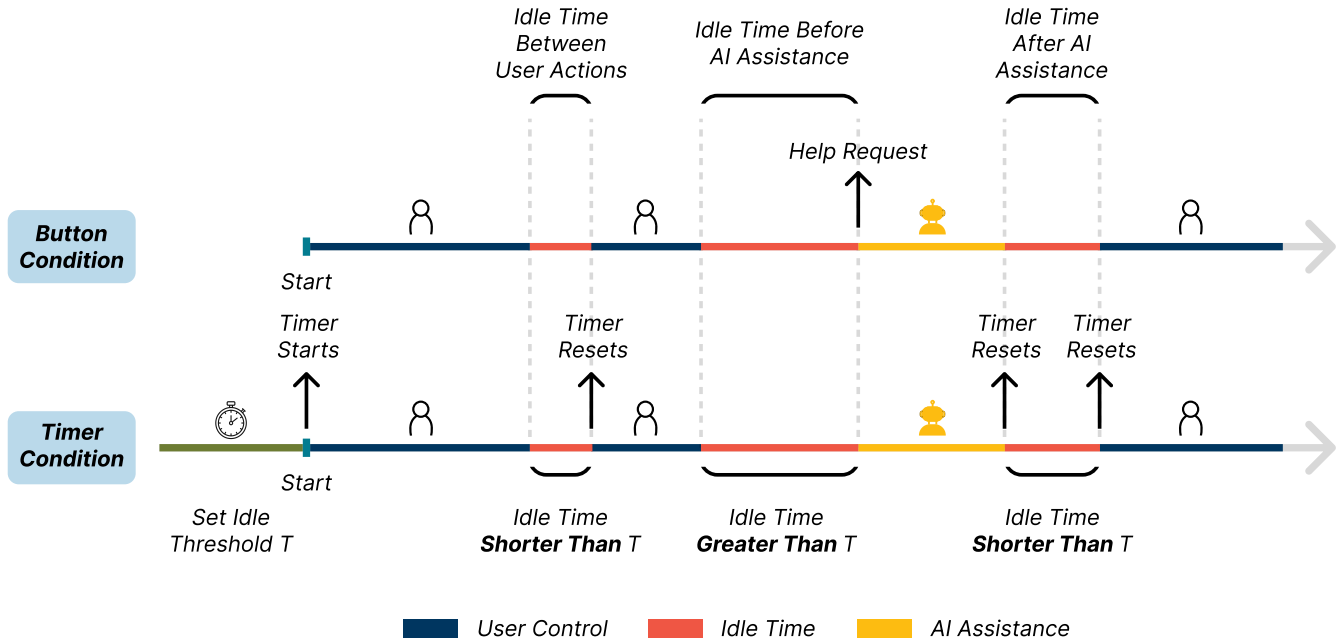 Idle Time
Between
User Actions
Idle Time Before
AI Assistance
Idle Time
After AI
Assistance
Help Request
Button
Condition
Start
Timer
Starts
Timer
Resets
Timer
Resets
Timer
Resets
Timer
Condition
Start
Set Idle
Threshold T
Idle Time
Shorter Than T
Idle Time
Greater Than T
Idle Time
Shorter Than T
User Control
Idle Time
AI Assistance